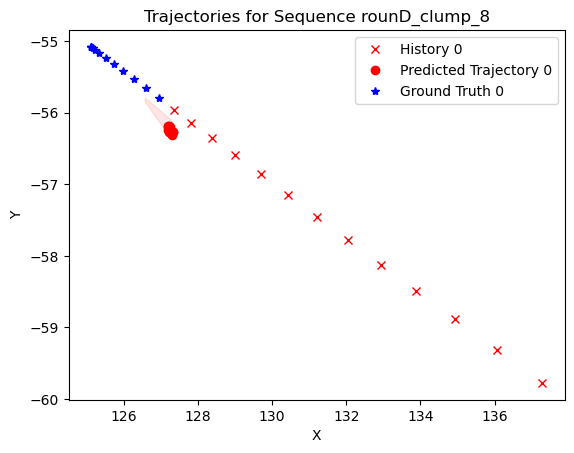 Trajectories for Sequence rounD_clump_8
History 0
Predicted Trajectory 0
Ground Truth 0
Y
−55
−56
−57
−58
−59
−60
126 128 130 132 134 136
X